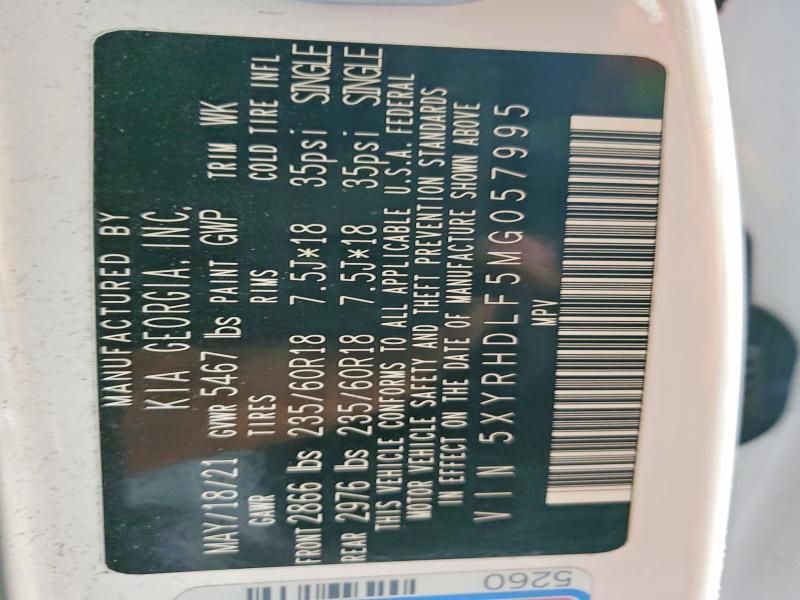 MANUFACTURED BY
KIA GEORGIA, INC.
MAY/18/21 GVWR 5467 lbs PAINT GWP TRIM WK
GAWR TIRES RIMS COLD TIRE INFL
FRONT 2866 lbs 235/60R18 7.5J*18 35psi SINGLE
REAR 2976 lbs 235/60R18 7.5J*18 35psi SINGLE
THIS VEHICLE CONFORMS TO ALL APPLICABLE U.S.A. FEDERAL
MOTOR VEHICLE SAFETY AND THEFT PREVENTION STANDARDS
IN EFFECT ON THE DATE OF MANUFACTURE SHOWN ABOVE
VIN 5XYRHDLF5MG057995
MPV
5260